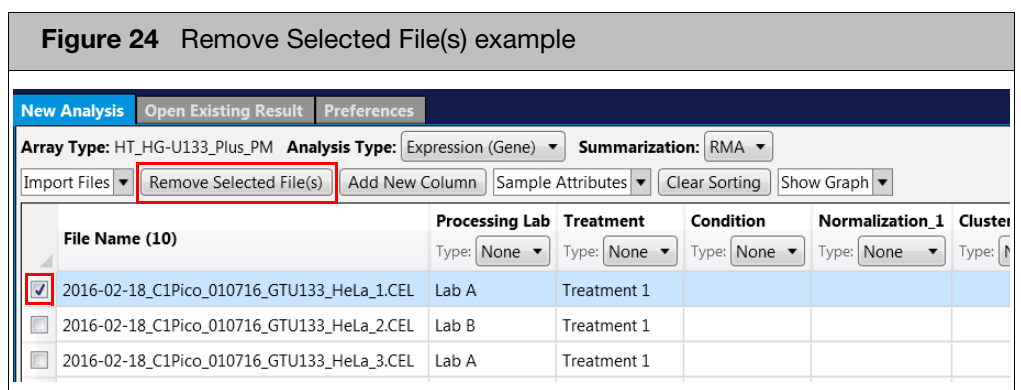 Figure 24 Remove Selected File(s) example
New Analysis Open Existing Result Preferences
Array Type: HT_HG-U133_Plus_PM Analysis Type: Expression (Gene) Summarization: RMA
Import Files Remove Selected File(s) Add New Column Sample Attributes Clear Sorting Show Graph
File Name (10) Processing Lab Treatment Condition Normalization_1 Cluster
Type: None Type: None Type: None Type: None Type:
2016-02-18_C1Pico_010716_GTU133_HeLa_1.CEL Lab A Treatment 1
2016-02-18_C1Pico_010716_GTU133_HeLa_2.CEL Lab B Treatment 1
2016-02-18_C1Pico_010716_GTU133_HeLa_3.CEL Lab A Treatment 1